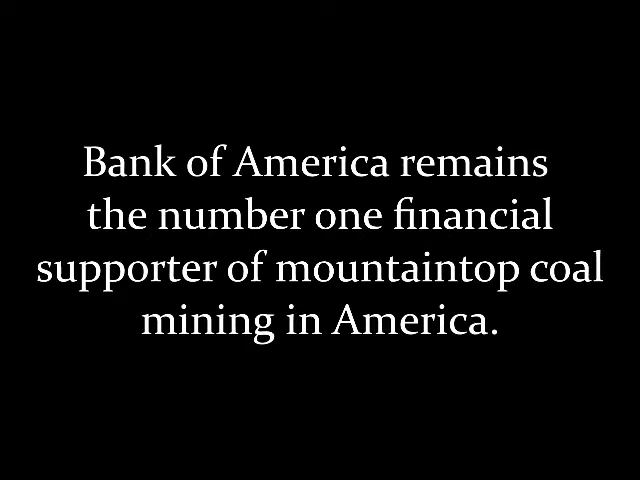 Bank of America remains
the number one financial
supporter of mountaintop coal
mining in America.